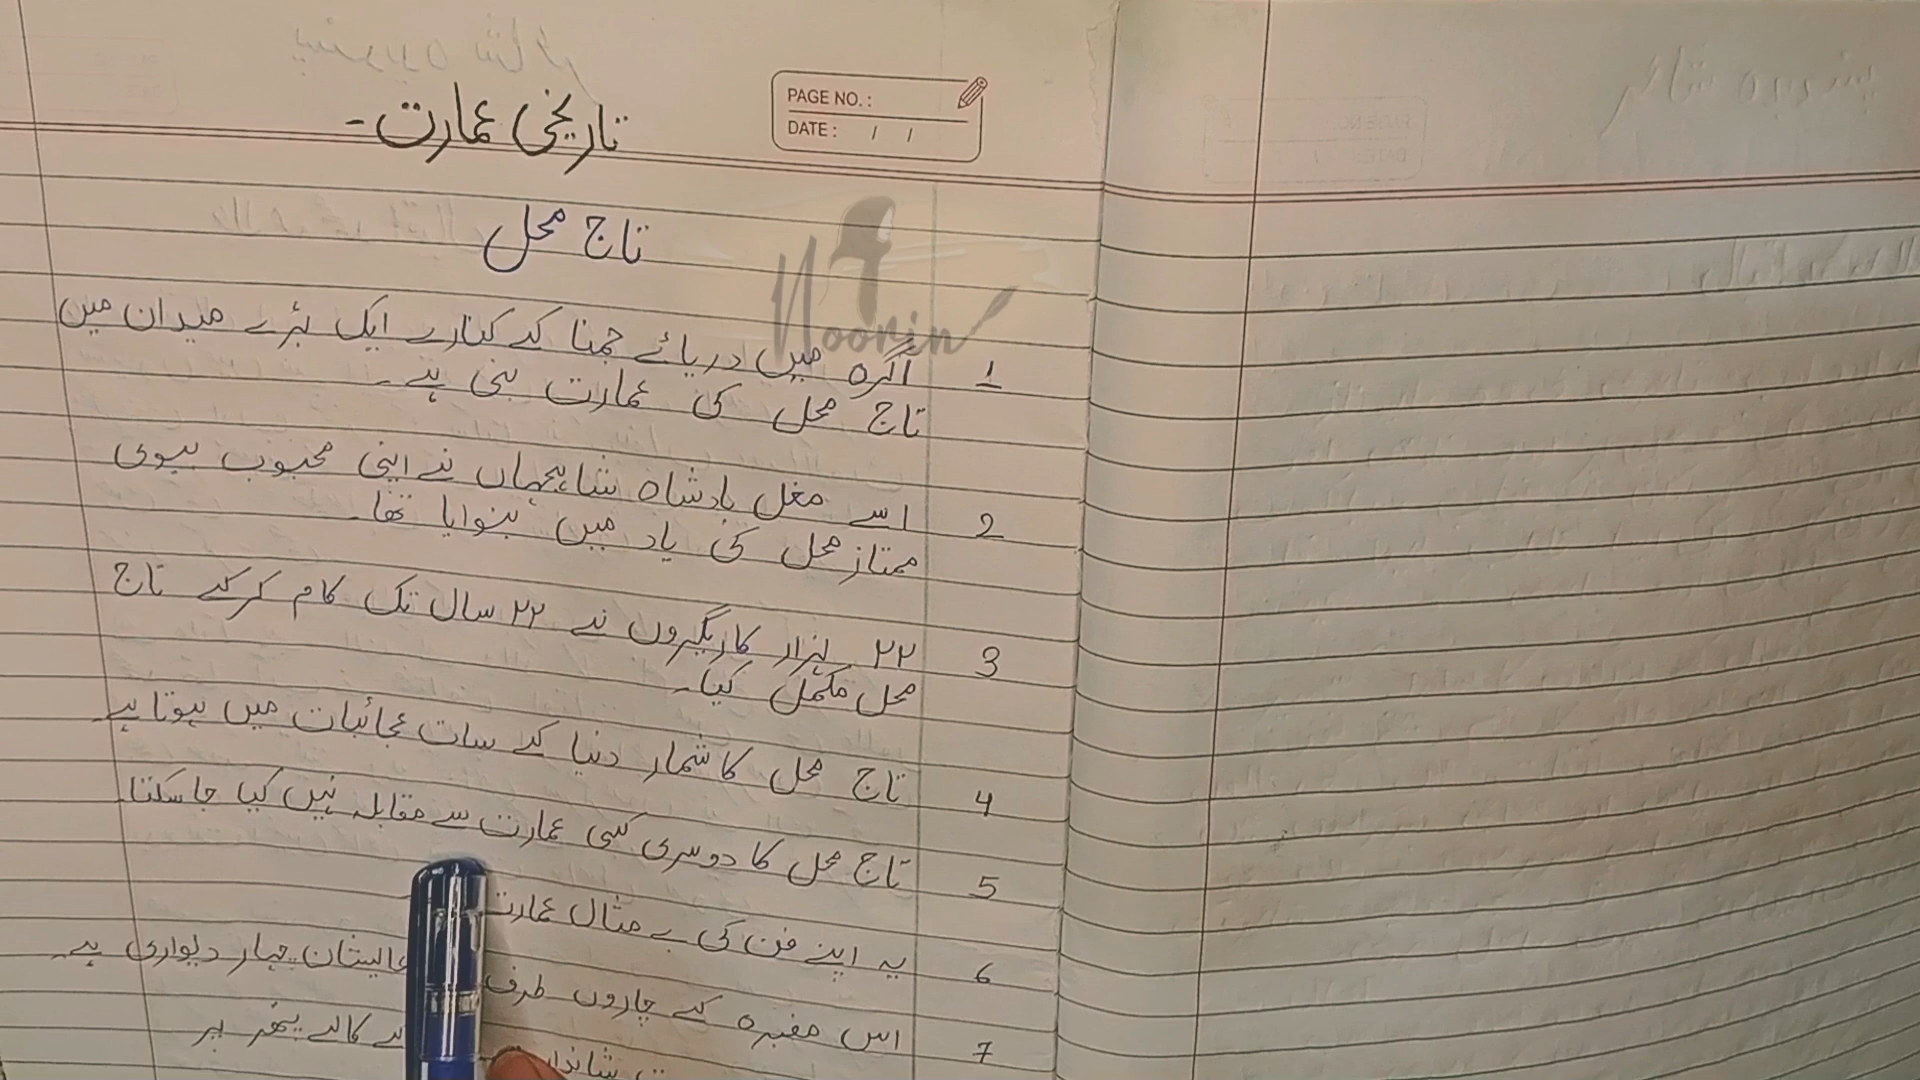 PAGE NO. :
DATE : / /
تاریخی عمارت -
تاج محل
Noorin
1 آگرہ میں دریائے جمنا کے کنارے ایک بڑے میدان میں
تاج محل کی عمارت بنی ہے۔
2 اسے مغل بادشاہ شاہجہاں نے اپنی محبوب بیوی
ممتاز محل کی یاد میں بنوایا تھا۔
3 ۲۲ ہزار کاریگروں نے ۲۲ سال تک کام کرکے تاج
محل مکمل کیا۔
4 تاج محل کا شمار دنیا کے سات عجائبات میں ہوتا ہے۔
5 تاج محل کا دوسری کسی عمارت سے مقابلہ نہیں کیا جاسکتا۔
6 یہ اپنے فن کی بے مثال عمارت
7 اس مقبرہ کے چاروں طرف عالیشان چہار دیواری ہے۔
کالے پتھر پر